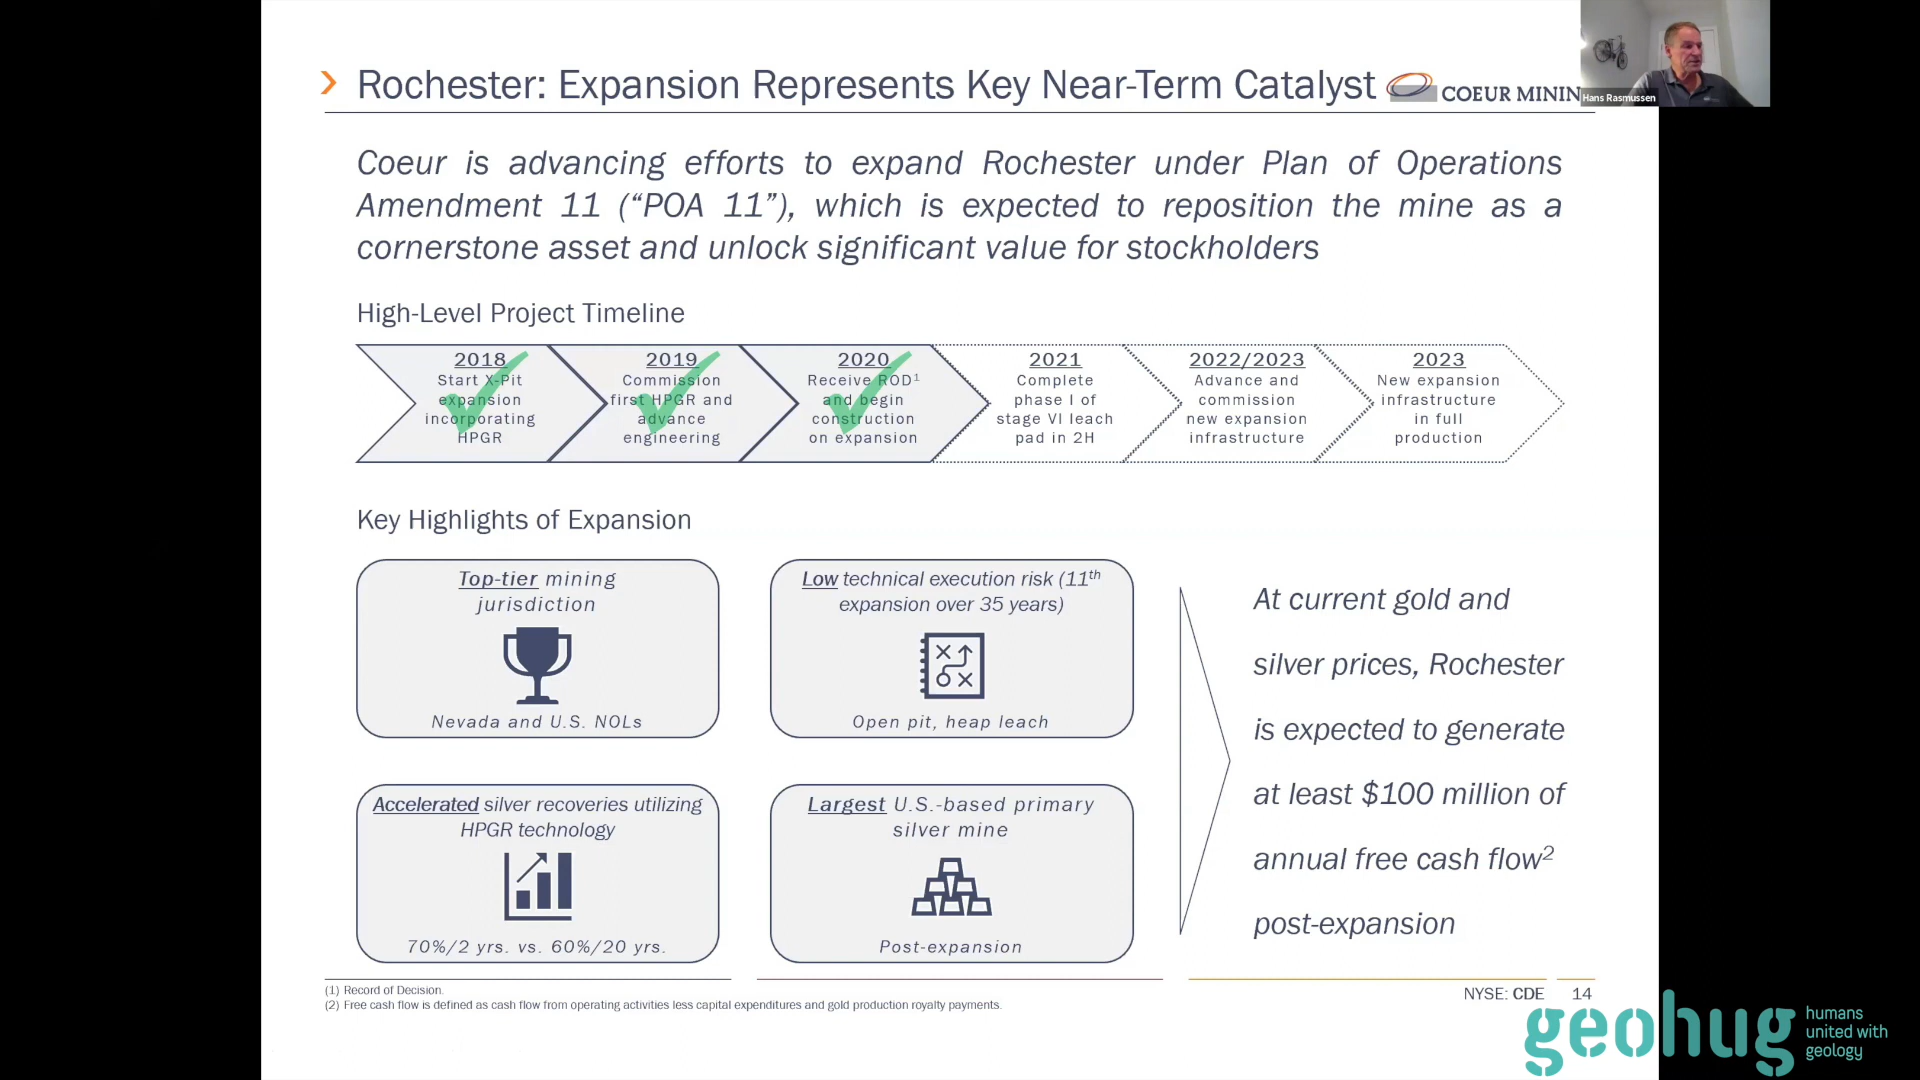 Rochester: Expansion Represents Key Near-Term Catalyst
COEUR MININ
Hans Rasmussen
Coeur is advancing efforts to expand Rochester under Plan of Operations
Amendment 11 (“POA 11”), which is expected to reposition the mine as a
cornerstone asset and unlock significant value for stockholders
High-Level Project Timeline
2018
Start X-Pit
expansion
incorporating
HPGR
2019
Commission
first HPGR and
advance
engineering
2020
Receive ROD¹
and begin
construction
on expansion
2021
Complete
phase I of
stage VI leach
pad in 2H
2022/2023
Advance and
commission
new expansion
infrastructure
2023
New expansion
infrastructure
in full
production
Key Highlights of Expansion
Top-tier mining
jurisdiction
Nevada and U.S. NOLs
Low technical execution risk (11th
expansion over 35 years)
Open pit, heap leach
Accelerated silver recoveries utilizing
HPGR technology
70%/2 yrs. vs. 60%/20 yrs.
Largest U.S.-based primary
silver mine
Post-expansion
At current gold and
silver prices, Rochester
is expected to generate
at least $100 million of
annual free cash flow²
post-expansion
(1) Record of Decision.
(2) Free cash flow is defined as cash flow from operating activities less capital expenditures and gold production royalty payments.
NYSE: CDE 14
geohug
humans
united with
geology